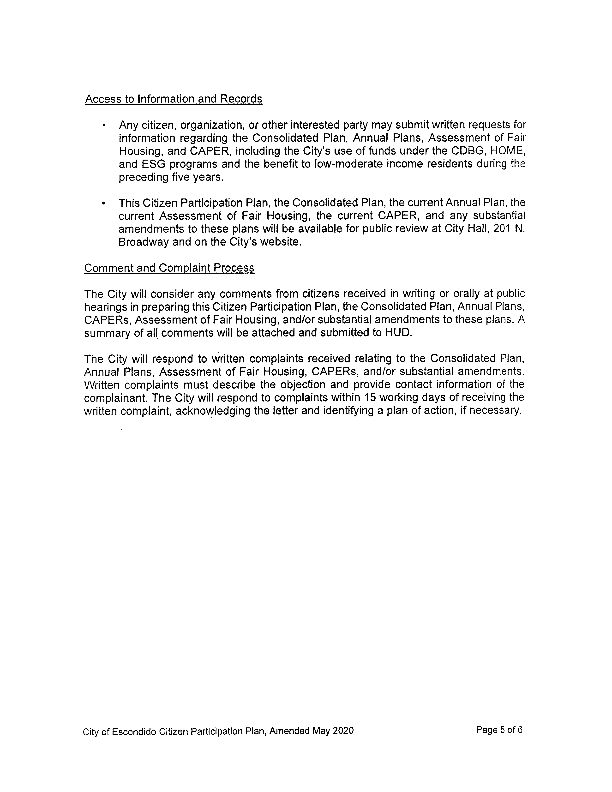 Access to Information and Records
• Any citizen, organization, or other interested party may submit written requests for
information regarding the Consolidated Plan, Annual Plans, Assessment of Fair
Housing, and CAPER, including the City's use of funds under the CDBG, HOME,
and ESG programs and the benefit to low-moderate income residents during the
preceding five years.
• This Citizen Participation Plan, the Consolidated Plan, the current Annual Plan, the
current Assessment of Fair Housing, the current CAPER, and any substantial
amendments to these plans will be available for public review at City Hall, 201 N.
Broadway and on the City's website.
Comment and Complaint Process
The City will consider any comments from citizens received in writing or orally at public
hearings in preparing this Citizen Participation Plan, the Consolidated Plan, Annual Plans,
CAPERs, Assessment of Fair Housing, and/or substantial amendments to these plans. A
summary of all comments will be attached and submitted to HUD.
The City will respond to written complaints received relating to the Consolidated Plan,
Annual Plans, Assessment of Fair Housing, CAPERs, and/or substantial amendments.
Written complaints must describe the objection and provide contact information of the
complainant. The City will respond to complaints within 15 working days of receiving the
written complaint, acknowledging the letter and identifying a plan of action, if necessary.
City of Escondido Citizen Participation Plan, Amended May 2020 Page 5 of 6